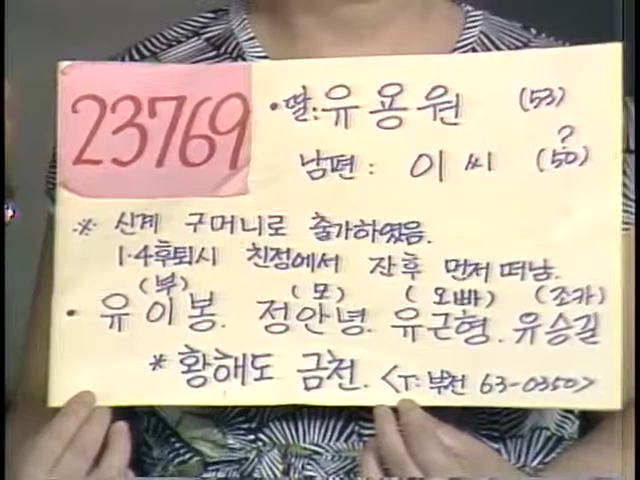 23769
• 딸: 유용원 (53)
남편: 이씨 (50)?
※ 신계 구머니로 출가하였음.
1·4후퇴시 친정에서 잔후 먼저 떠남.
(부) (모) (오빠) (조카)
• 유이봉. 정안녕. 유근형. 유승길
* 황해도 금천. <T: 부천 63-0350>